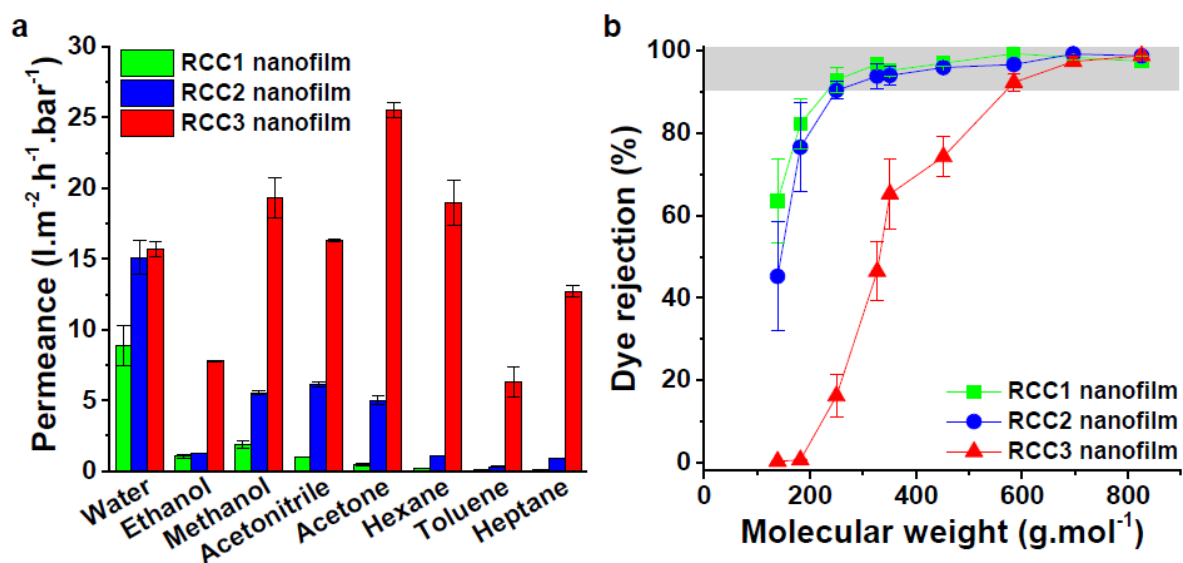 a
Permeance (l.m⁻².h⁻¹.bar⁻¹)
30
25
20
15
10
5
0
RCC1 nanofilm
RCC2 nanofilm
RCC3 nanofilm
Water
Ethanol
Methanol
Acetonitrile
Acetone
Hexane
Toluene
Heptane
b
Dye rejection (%)
100
80
60
40
20
0
RCC1 nanofilm
RCC2 nanofilm
RCC3 nanofilm
0 200 400 600 800
Molecular weight (g.mol⁻¹)